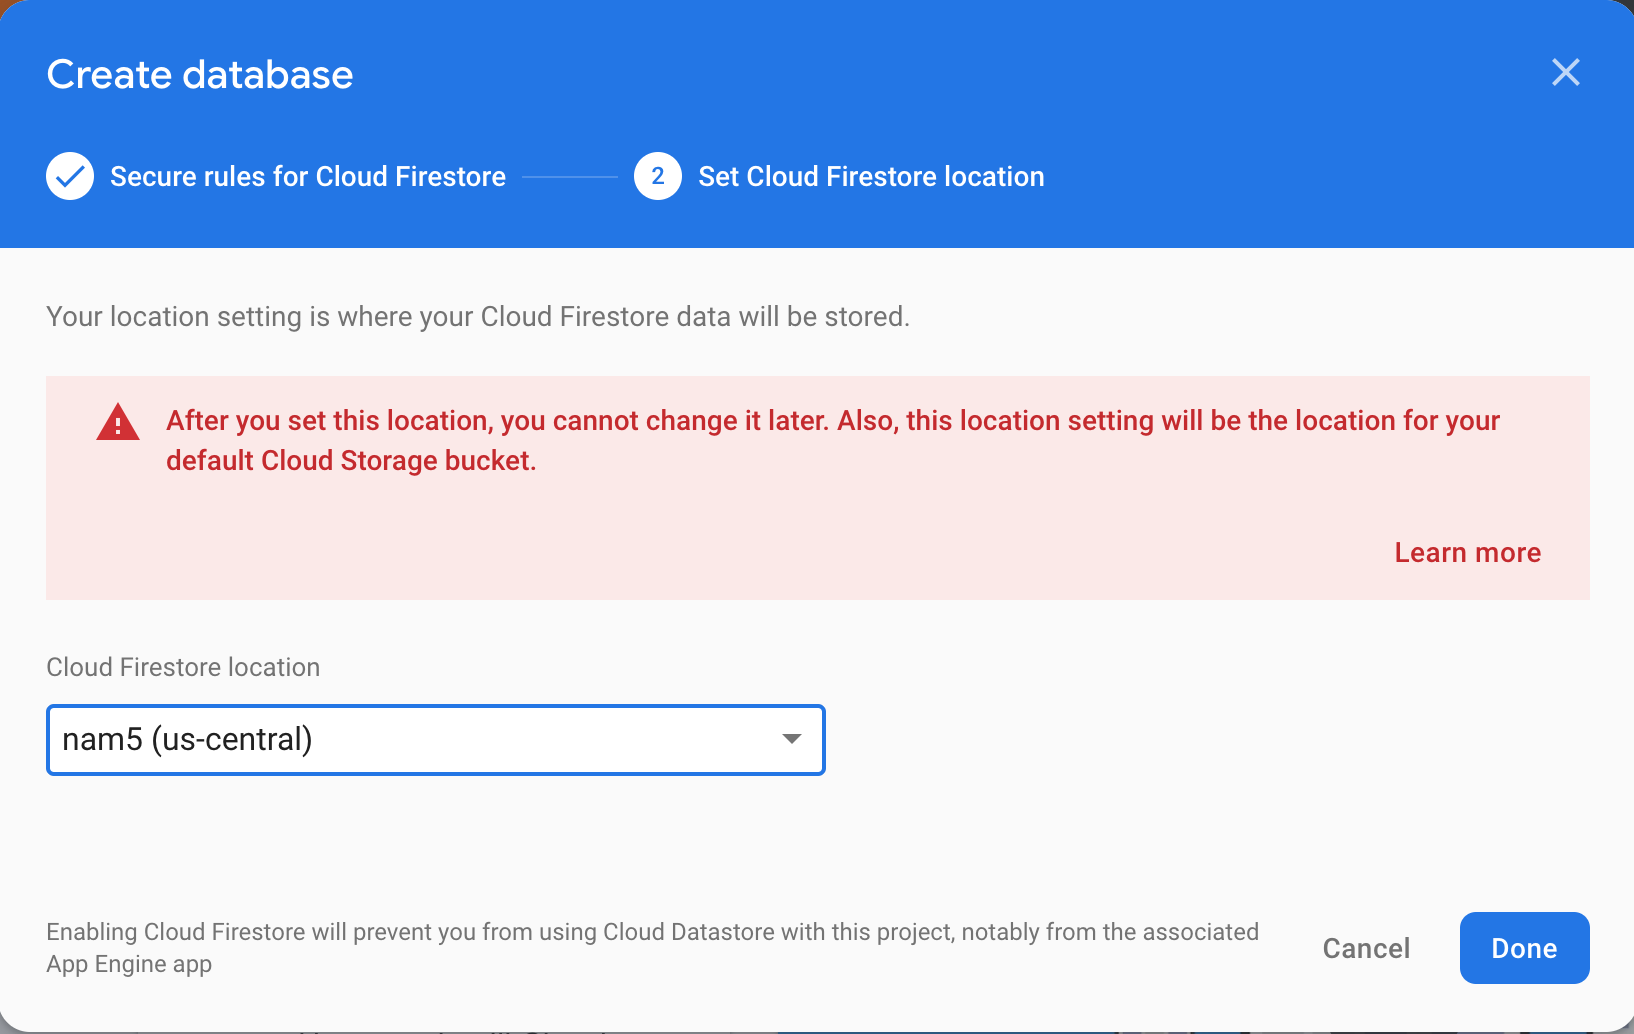 Create database
Secure rules for Cloud Firestore
2
Set Cloud Firestore location
Your location setting is where your Cloud Firestore data will be stored.
After you set this location, you cannot change it later. Also, this location setting will be the location for your
default Cloud Storage bucket.
Learn more
Cloud Firestore location
nam5 (us-central)
Enabling Cloud Firestore will prevent you from using Cloud Datastore with this project, notably from the associated
App Engine app
Cancel
Done